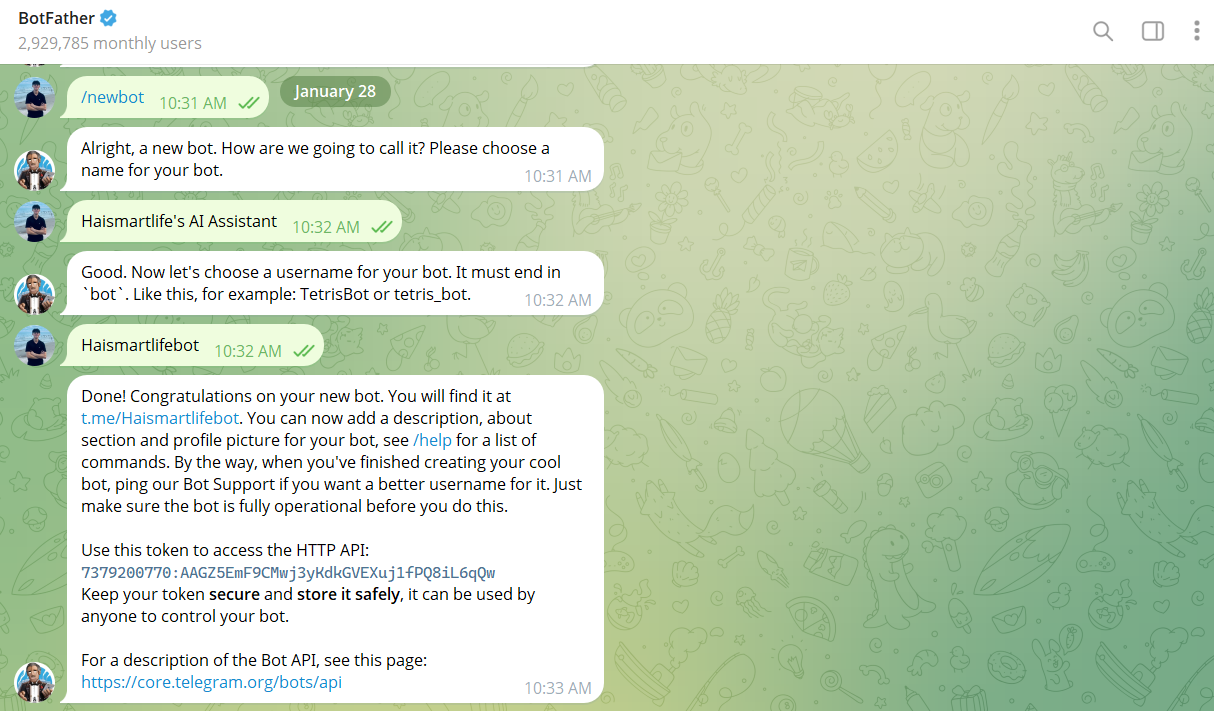 BotFather
2,929,785 monthly users
/newbot 10:31 AM
January 28
Alright, a new bot. How are we going to call it? Please choose a
name for your bot.
10:31 AM
Haismartlife's AI Assistant 10:32 AM
Good. Now let's choose a username for your bot. It must end in
`bot`. Like this, for example: TetrisBot or tetris_bot.
10:32 AM
Haismartlifebot 10:32 AM
Done! Congratulations on your new bot. You will find it at
t.me/Haismartlifebot. You can now add a description, about
section and profile picture for your bot, see /help for a list of
commands. By the way, when you've finished creating your cool
bot, ping our Bot Support if you want a better username for it. Just
make sure the bot is fully operational before you do this.
Use this token to access the HTTP API:
7379200770:AAGZ5EmF9CMwj3yKdkGVEXuj1fPQ8iL6qQw
Keep your token secure and store it safely, it can be used by
anyone to control your bot.
For a description of the Bot API, see this page:
https://core.telegram.org/bots/api
10:33 AM